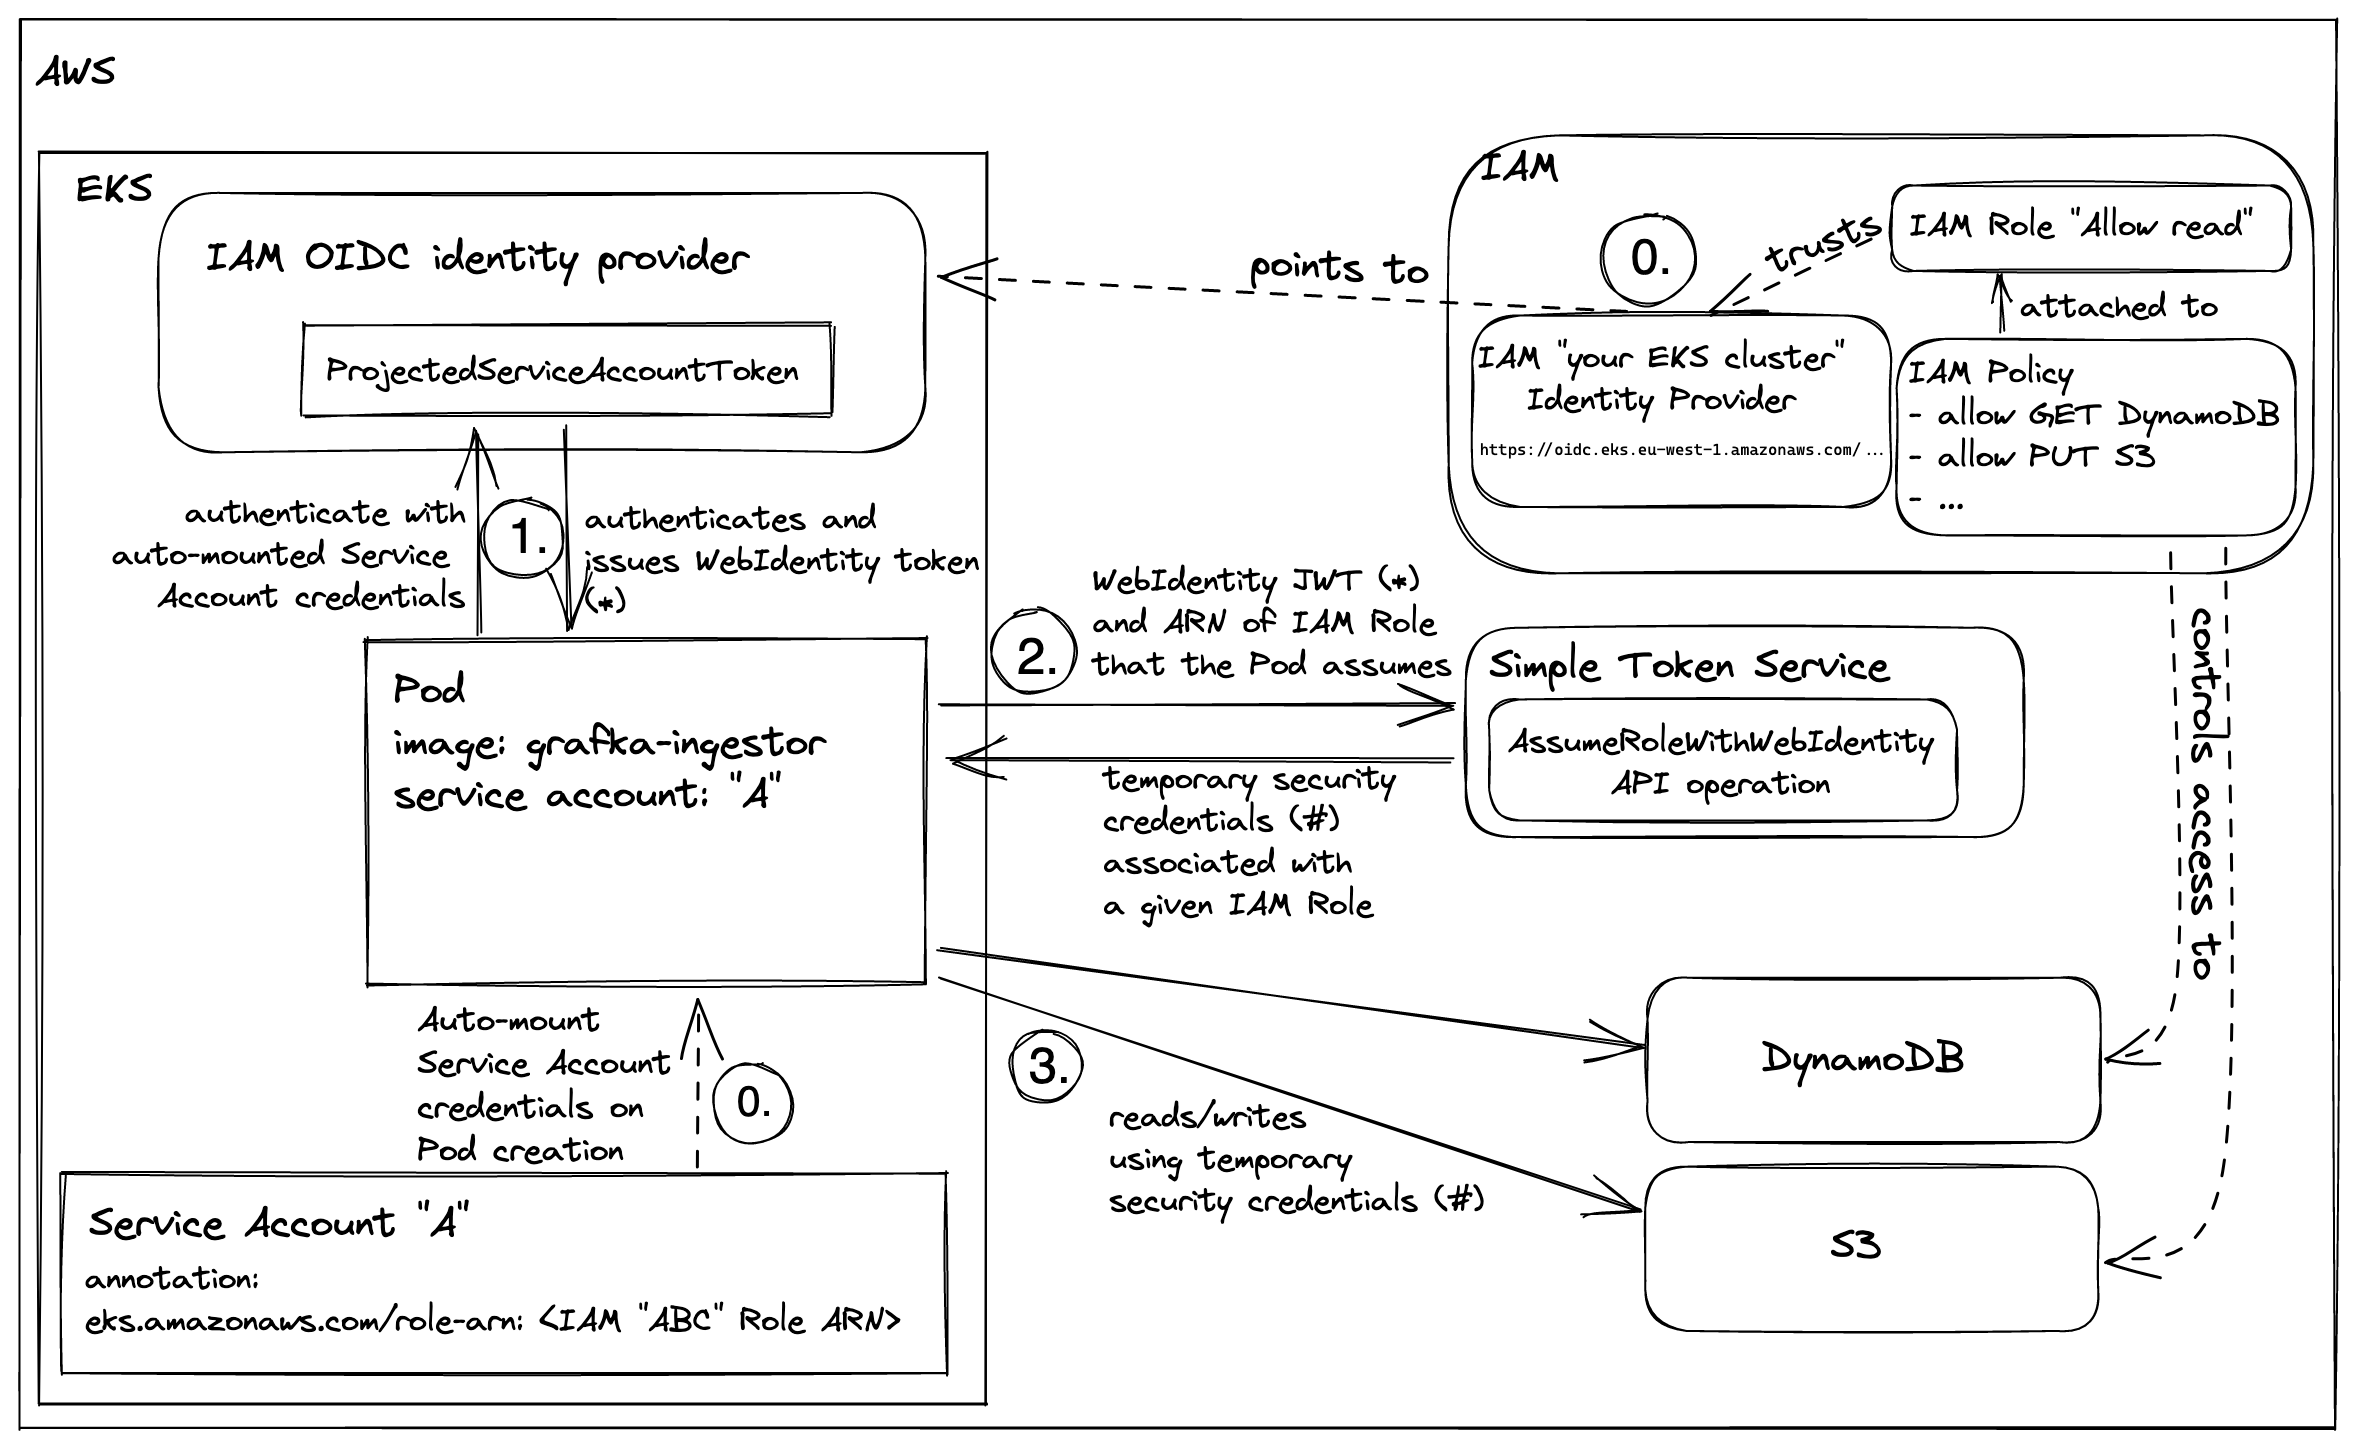 AWS
EKS
IAM OIDC identity provider
ProjectedServiceAccountToken
authenticate with
auto-mounted Service
Account credentials
1.
authenticates and
issues WebIdentity token
(*)
Pod
image: grafka-ingestor
service account: "A"
Auto-mount
Service Account
credentials on
Pod creation
0.
Service Account "A"
annotation:
eks.amazonaws.com/role-arn: <IAM "ABC" Role ARN>
points to
IAM
0.
trusts
IAM Role "Allow read"
attached to
IAM "your EKS cluster"
Identity Provider
https://oidc.eks.eu-west-1.amazonaws.com/...
IAM Policy
- allow GET DynamoDB
- allow PUT S3
- ...
2.
WebIdentity JWT (*)
and ARN of IAM Role
that the Pod assumes
Simple Token Service
AssumeRoleWithWebIdentity
API operation
temporary security
credentials (#)
associated with
a given IAM Role
controls access to
3.
reads/writes
using temporary
security credentials (#)
DynamoDB
S3